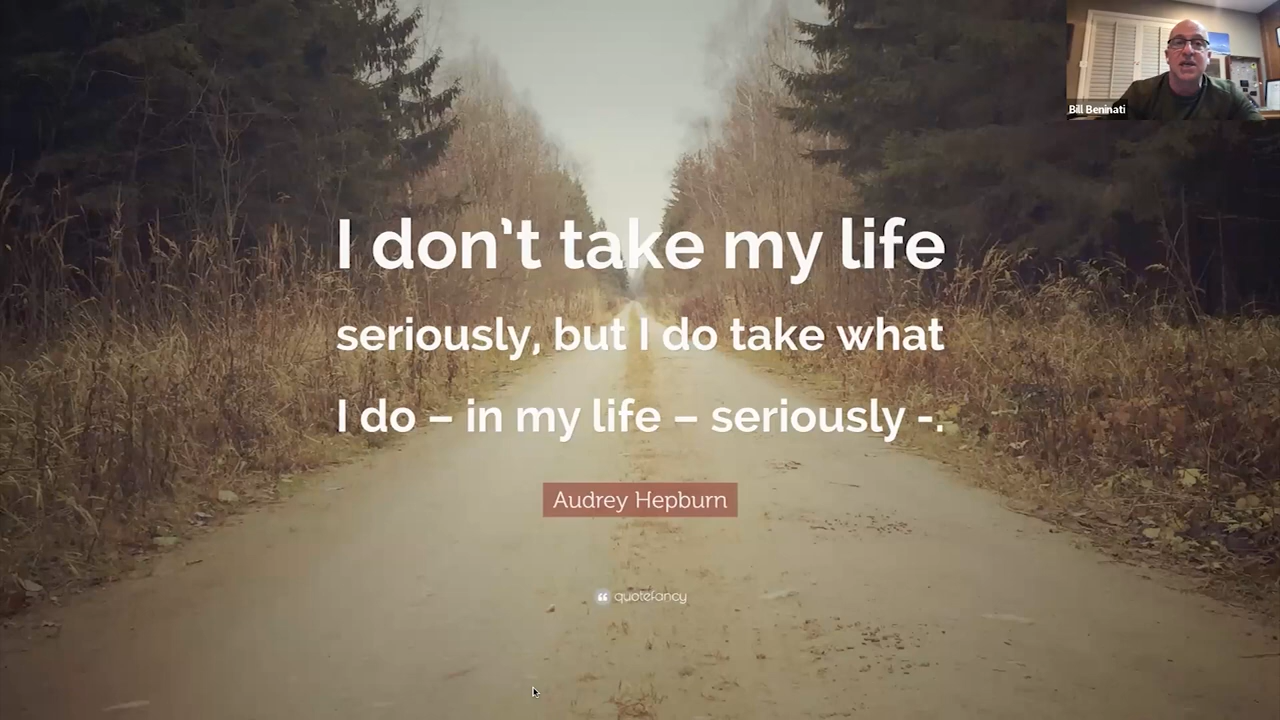 Bill Beninati
I don’t take my life
seriously, but I do take what
I do – in my life – seriously -.
Audrey Hepburn
quotefancy